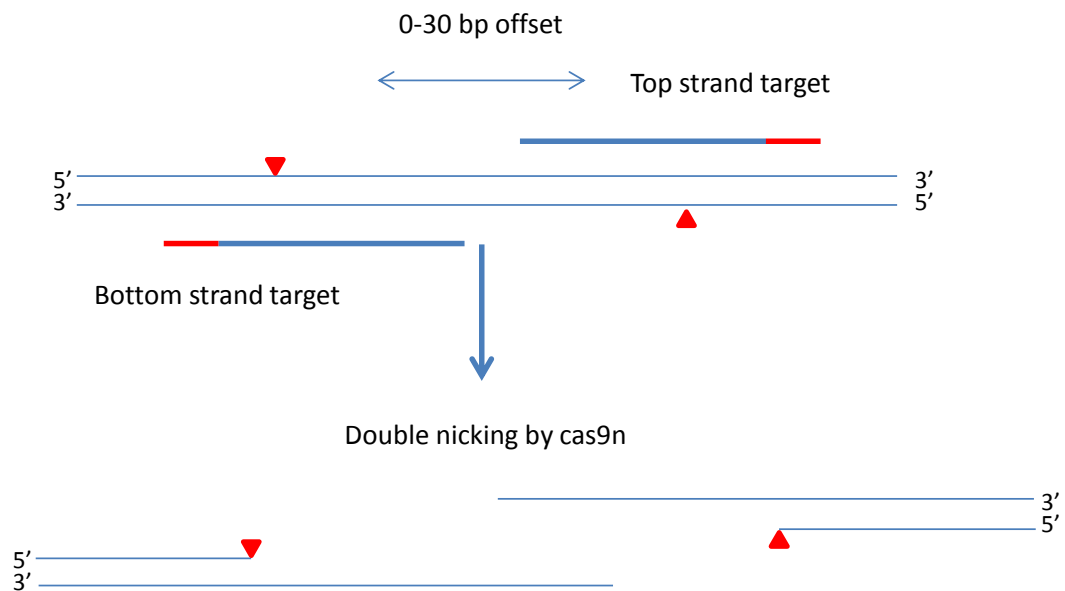 0-30 bp offset
Top strand target
5’ 3’
3’ 5’
Bottom strand target
Double nicking by cas9n
3’
5’
5’
3’